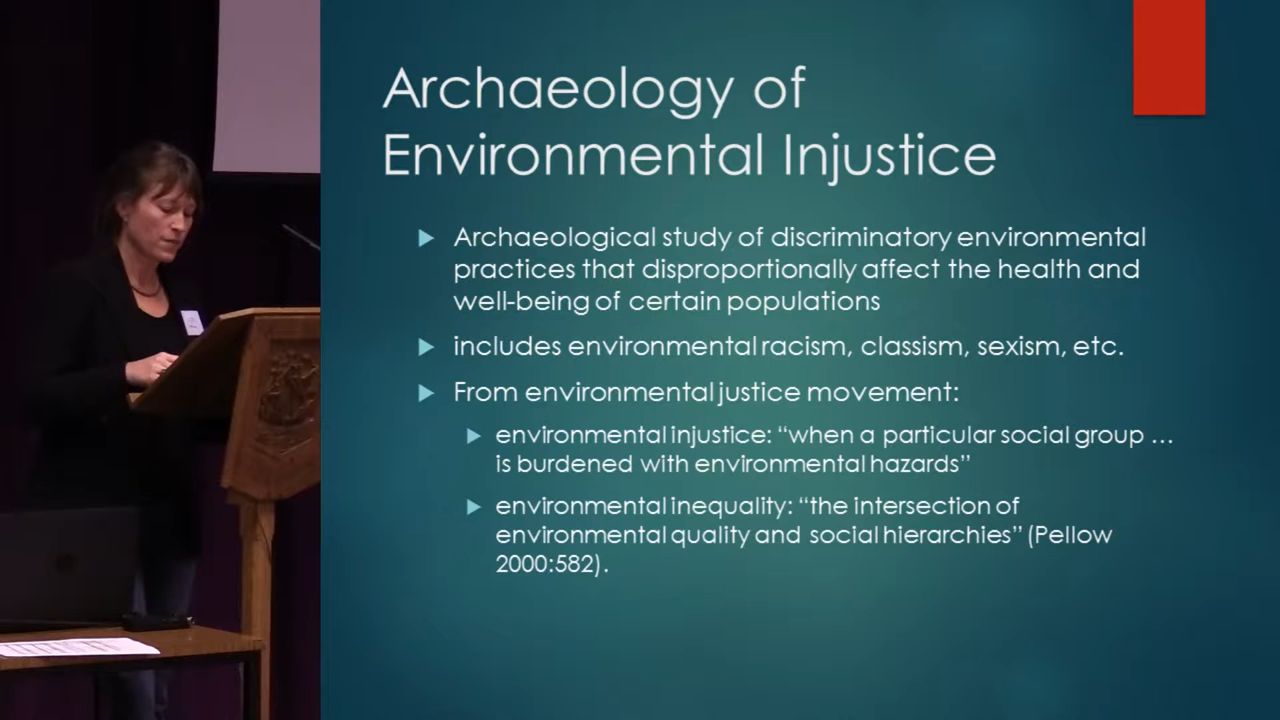 Archaeology of
Environmental Injustice
Archaeological study of discriminatory environmental
practices that disproportionally affect the health and
well-being of certain populations
includes environmental racism, classism, sexism, etc.
From environmental justice movement:
environmental injustice: “when a particular social group …
is burdened with environmental hazards”
environmental inequality: “the intersection of
environmental quality and social hierarchies” (Pellow
2000:582).